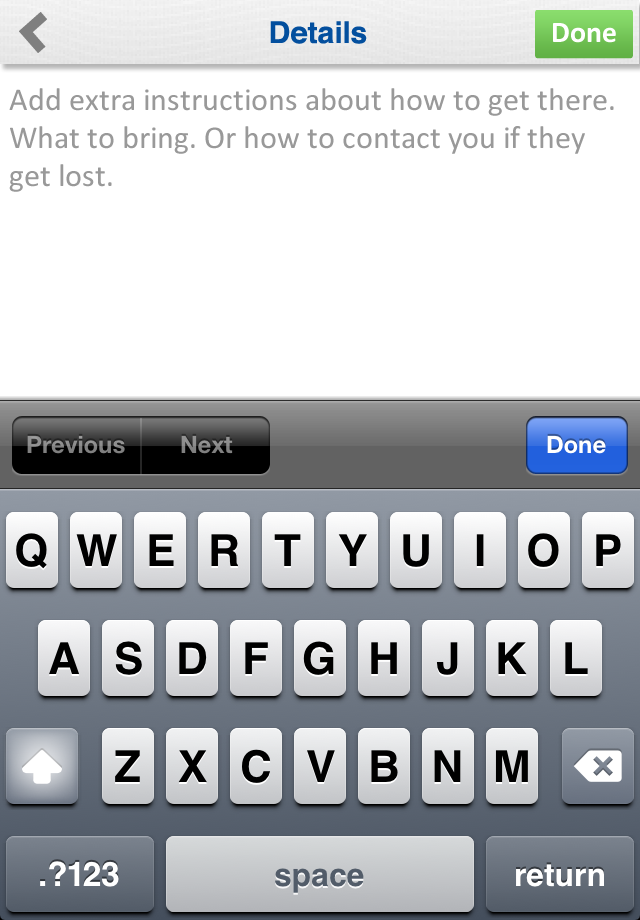 Details Done
Add extra instructions about how to get there.
What to bring. Or how to contact you if they
get lost.
Previous Next Done
Q W E R T Y U I O P
A S D F G H J K L
Z X C V B N M
.?123 space return